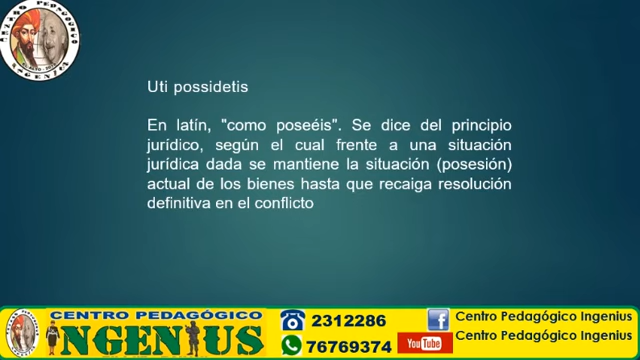 Uti possidetis
En latín, "como poseéis". Se dice del principio
jurídico, según el cual frente a una situación
jurídica dada se mantiene la situación (posesión)
actual de los bienes hasta que recaiga resolución
definitiva en el conflicto
CENTRO PEDAGÓGICO
INGENIUS
2312286
76769374
f
Centro Pedagógico Ingenius
YouTube
Centro Pedagógico Ingenius